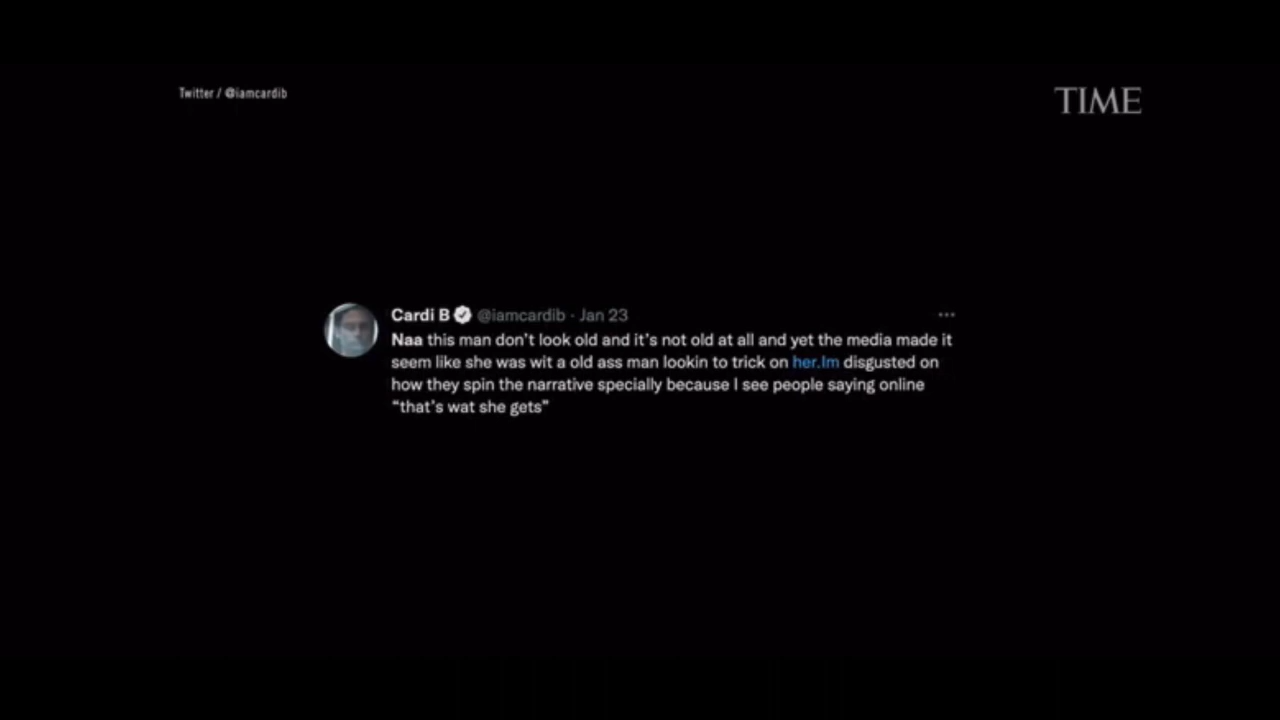 Twitter / @iamcardib
TIME
Cardi B @iamcardib · Jan 23
Naa this man don't look old and it's not old at all and yet the media made it
seem like she was wit a old ass man lookin to trick on her.Im disgusted on
how they spin the narrative specially because I see people saying online
“that's wat she gets”